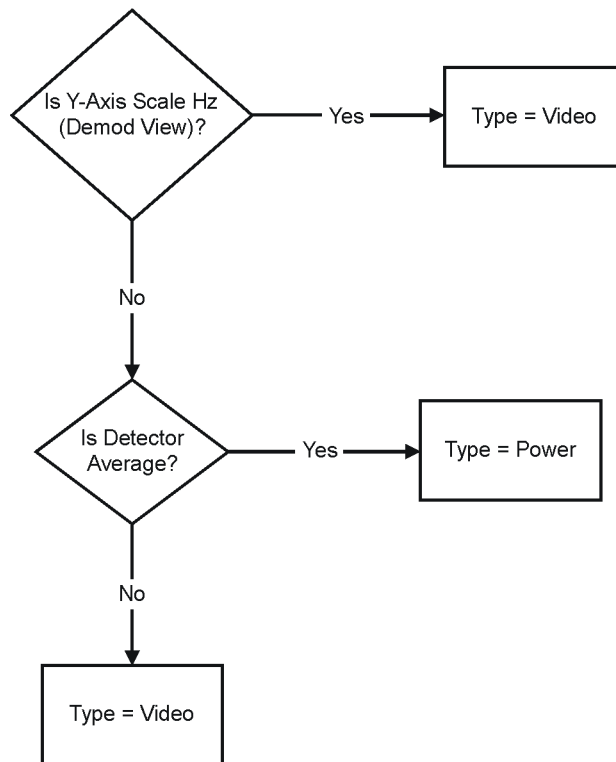 Is Y-Axis Scale Hz
(Demod View)?
Yes
Type = Video
No
Is Detector
Average?
Yes
Type = Power
No
Type = Video